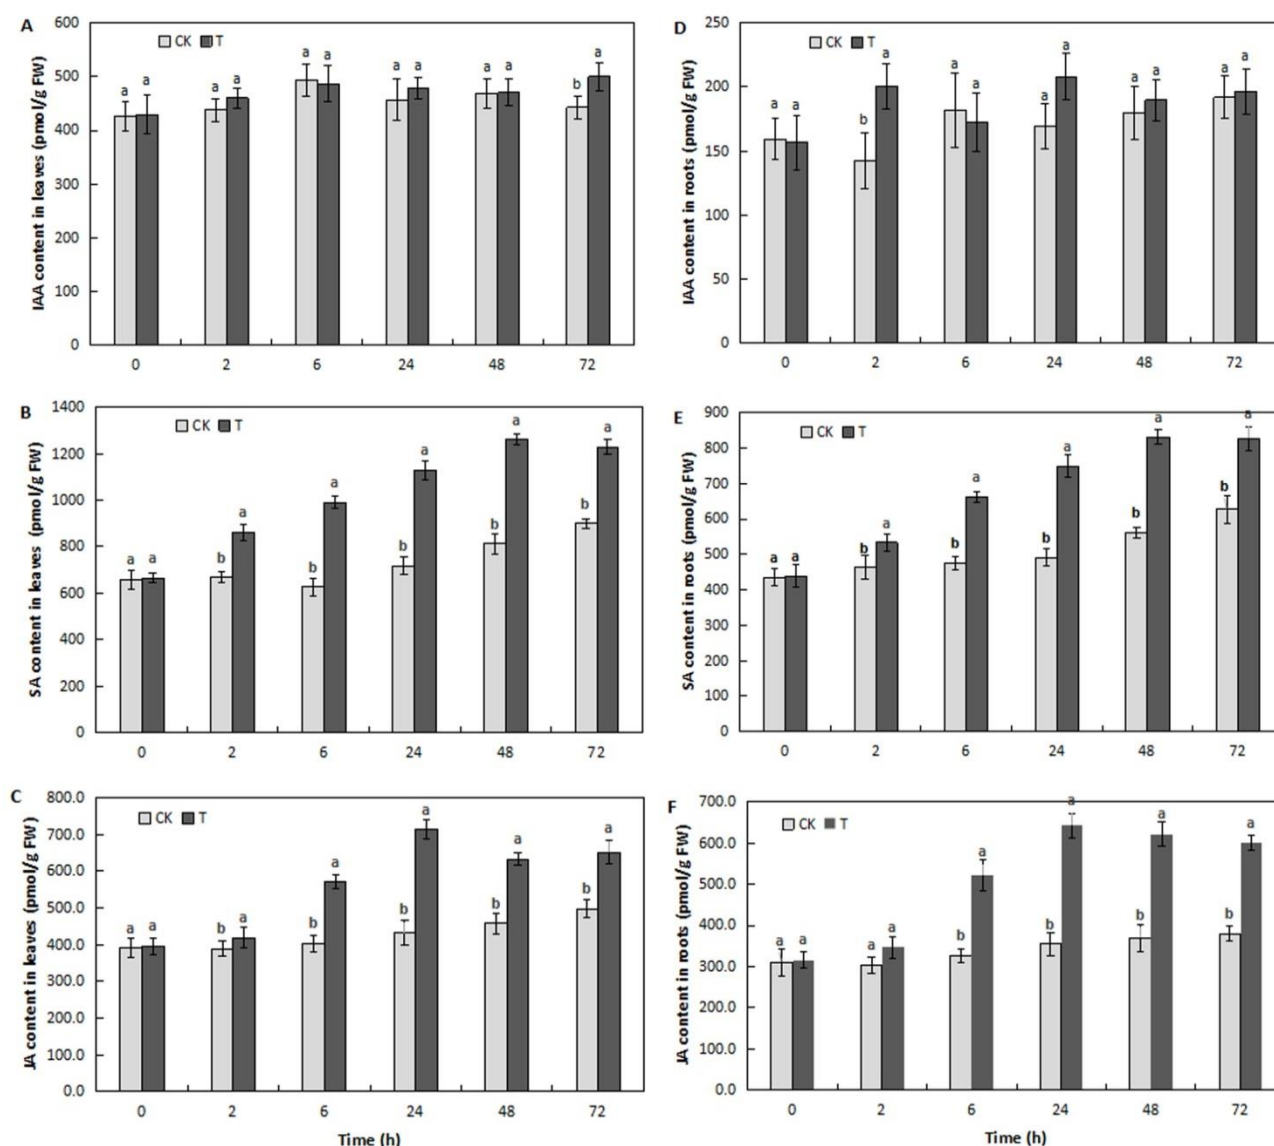 A
600
500
400
300
200
100
0
IAA content in leaves (pmol/g FW)
CK T
a a a a a a a a a a b a
0 2 6 24 48 72
D
250
200
150
100
50
0
IAA content in roots (pmol/g FW)
CK T
a a b a a a a a a a a a
0 2 6 24 48 72
B
1400
1200
1000
800
600
400
200
0
SA content in leaves (pmol/g FW)
CK T
a a b a b a b a b a b a
0 2 6 24 48 72
E
900
800
700
600
500
400
300
200
100
0
SA content in roots (pmol/g FW)
CK T
a a b a b a b a b a b a
0 2 6 24 48 72
C
800.0
700.0
600.0
500.0
400.0
300.0
200.0
100.0
0.0
JA content in leaves (pmol/g FW)
CK T
a a b a b a b a b a b a
0 2 6 24 48 72
Time (h)
F
700.0
600.0
500.0
400.0
300.0
200.0
100.0
0.0
JA content in roots (pmol/g FW)
CK T
a a a a b a b a b a b a
0 2 6 24 48 72
Time (h)